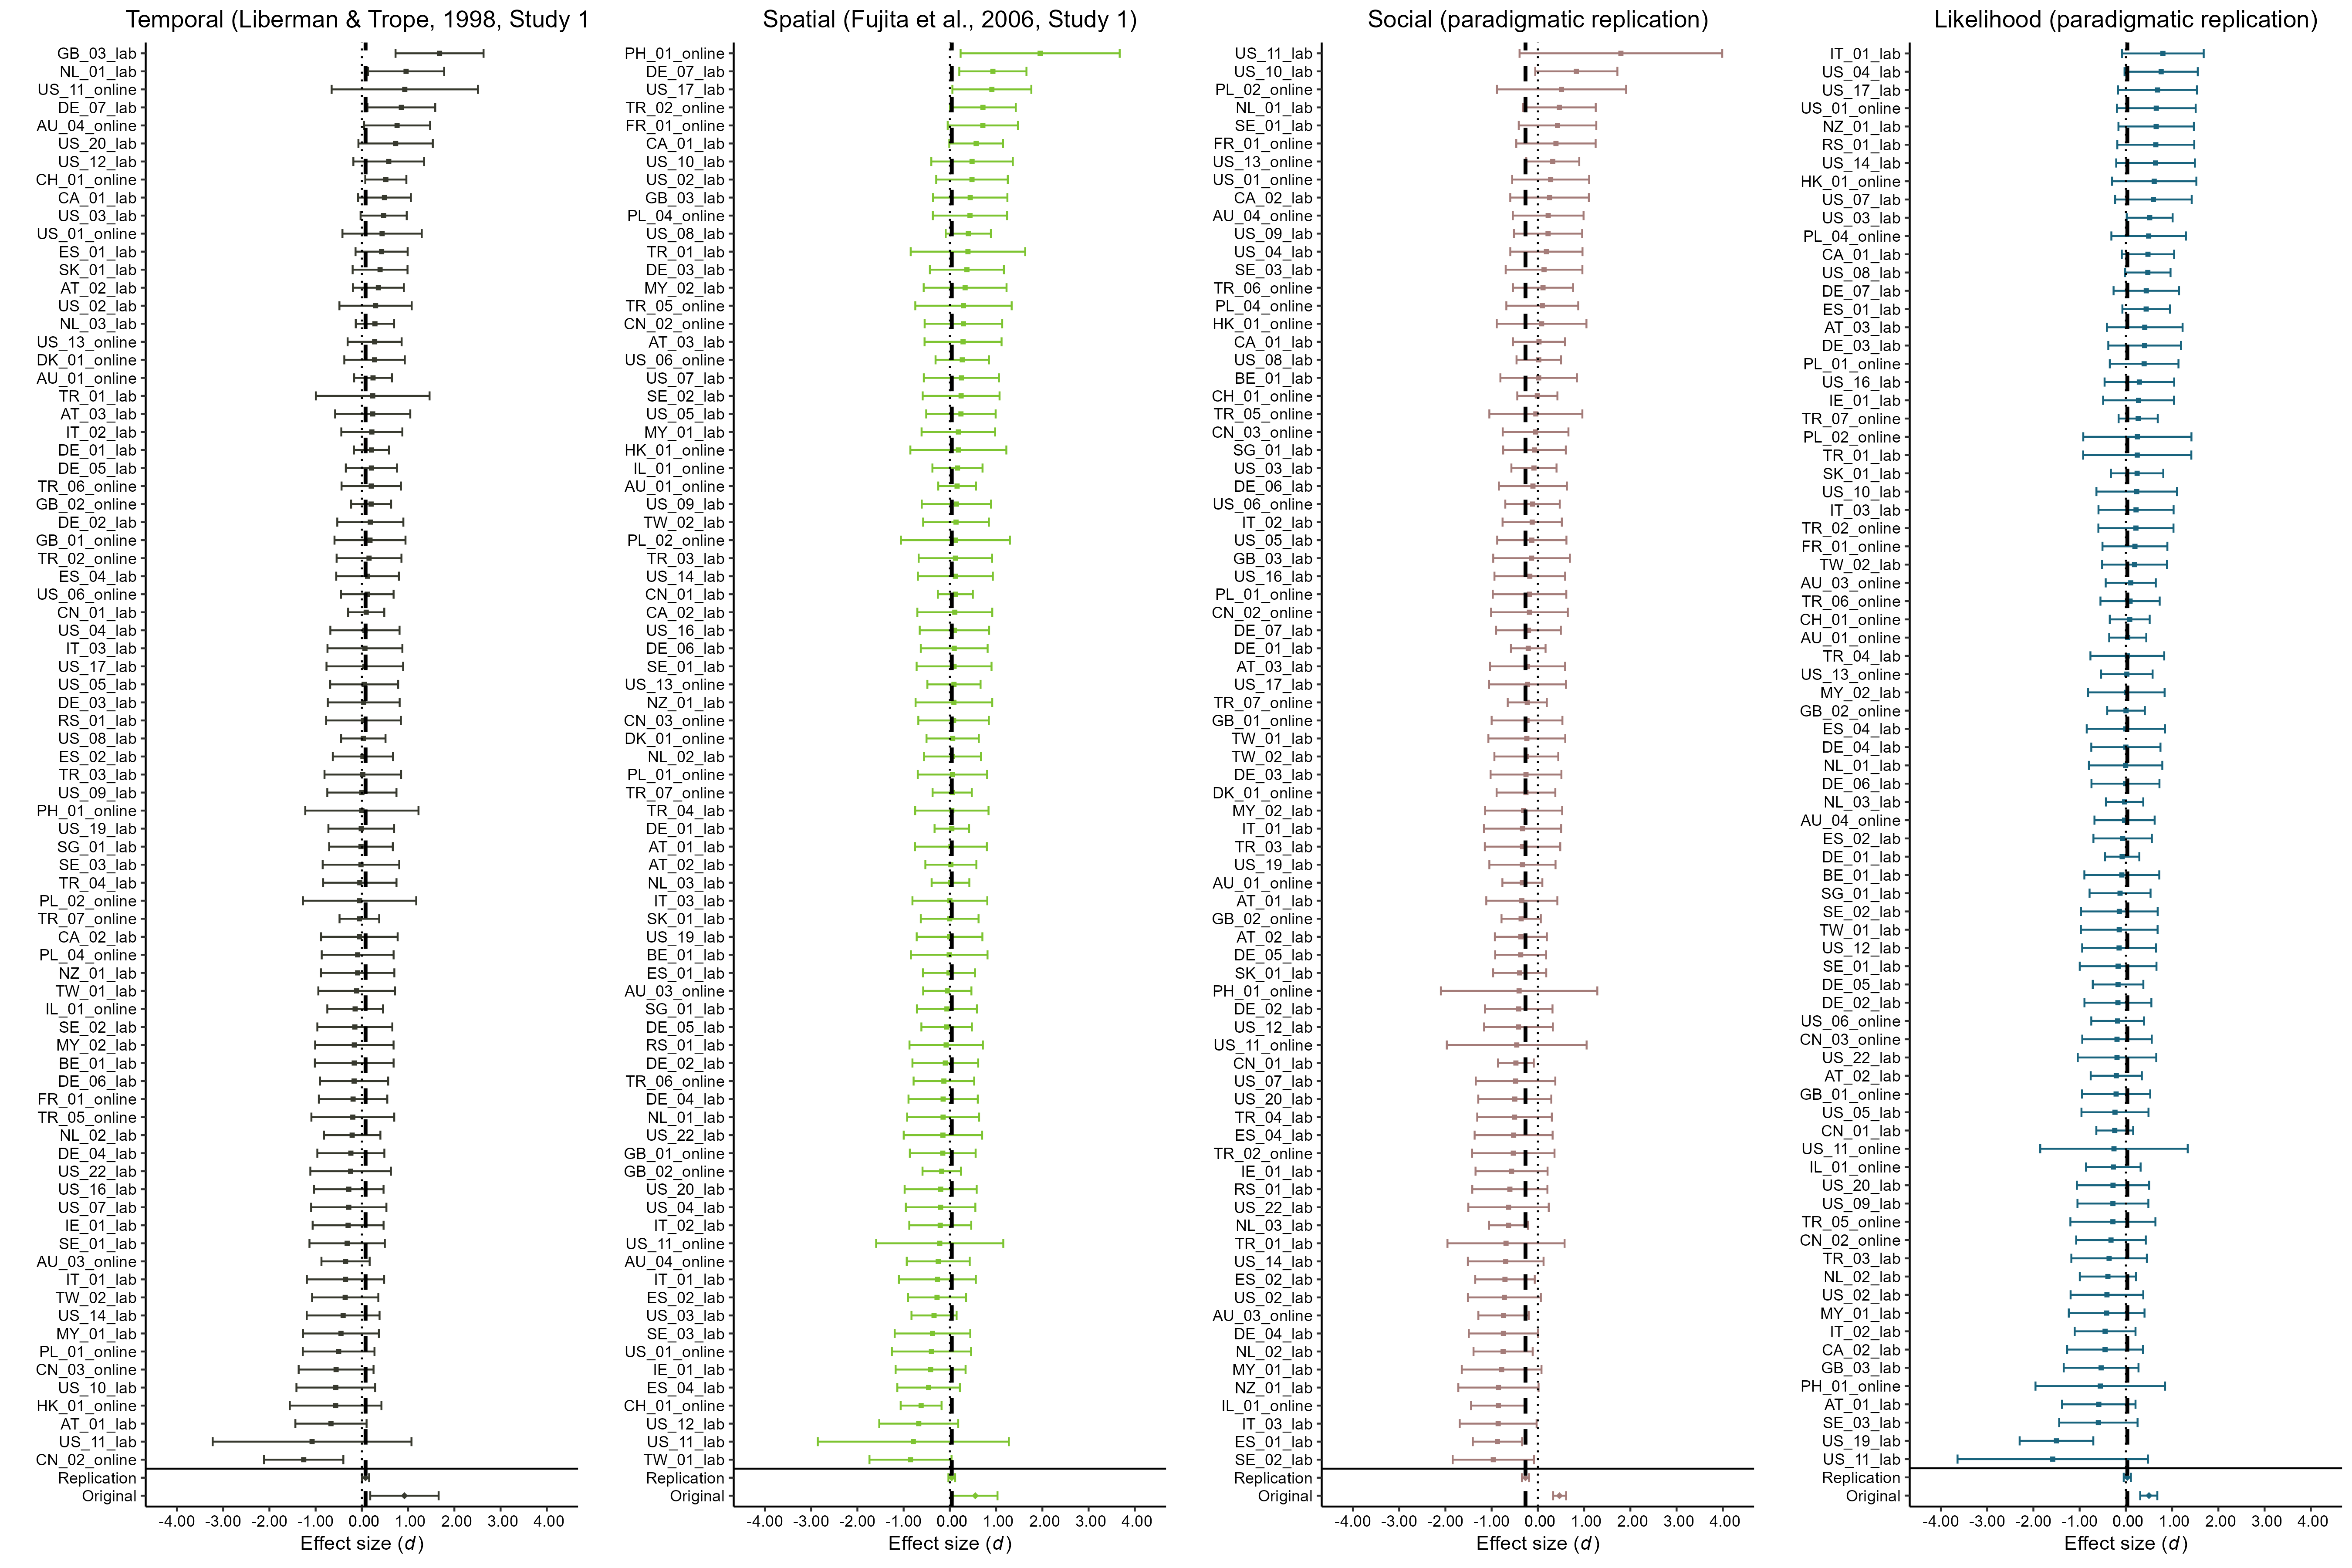 Temporal (Liberman & Trope, 1998, Study 1
GB_03_lab
NL_01_lab
US_11_online
DE_07_lab
AU_04_online
US_20_lab
US_12_lab
CH_01_online
CA_01_lab
US_03_lab
US_01_online
ES_01_lab
SK_01_lab
AT_02_lab
US_02_lab
NL_03_lab
US_13_online
DK_01_online
AU_01_online
TR_01_lab
AT_03_lab
IT_02_lab
DE_01_lab
DE_05_lab
TR_06_online
GB_02_online
DE_02_lab
GB_01_online
TR_02_online
ES_04_lab
US_06_online
CN_01_lab
US_04_lab
IT_03_lab
US_17_lab
US_05_lab
DE_03_lab
RS_01_lab
US_08_lab
ES_02_lab
TR_03_lab
US_09_lab
PH_01_online
US_19_lab
SG_01_lab
SE_03_lab
TR_04_lab
PL_02_online
TR_07_online
CA_02_lab
PL_04_online
NZ_01_lab
TW_01_lab
IL_01_online
SE_02_lab
MY_02_lab
BE_01_lab
DE_06_lab
FR_01_online
TR_05_online
NL_02_lab
DE_04_lab
US_22_lab
US_16_lab
US_07_lab
IE_01_lab
SE_01_lab
AU_03_online
IT_01_lab
TW_02_lab
US_14_lab
MY_01_lab
PL_01_online
CN_03_online
US_10_lab
HK_01_online
AT_01_lab
US_11_lab
CN_02_online
Replication
Original
-4.00 -3.00 -2.00 -1.00 0.00 1.00 2.00 3.00 4.00
Effect size (d)
Spatial (Fujita et al., 2006, Study 1)
PH_01_online
DE_07_lab
US_17_lab
TR_02_online
FR_01_online
CA_01_lab
US_10_lab
US_02_lab
GB_03_lab
PL_04_online
US_08_lab
TR_01_lab
DE_03_lab
MY_02_lab
TR_05_online
CN_02_online
AT_03_lab
US_06_online
US_07_lab
SE_02_lab
US_05_lab
MY_01_lab
HK_01_online
IL_01_online
AU_01_online
US_09_lab
TW_02_lab
PL_02_online
TR_03_lab
US_14_lab
CN_01_lab
CA_02_lab
US_16_lab
DE_06_lab
SE_01_lab
US_13_online
NZ_01_lab
CN_03_online
DK_01_online
NL_02_lab
PL_01_online
TR_07_online
TR_04_lab
DE_01_lab
AT_01_lab
AT_02_lab
NL_03_lab
IT_03_lab
SK_01_lab
US_19_lab
BE_01_lab
ES_01_lab
AU_03_online
SG_01_lab
DE_05_lab
RS_01_lab
DE_02_lab
TR_06_online
DE_04_lab
NL_01_lab
US_22_lab
GB_01_online
GB_02_online
US_20_lab
US_04_lab
IT_02_lab
US_11_online
AU_04_online
IT_01_lab
ES_02_lab
US_03_lab
SE_03_lab
US_01_online
IE_01_lab
ES_04_lab
CH_01_online
US_12_lab
US_11_lab
TW_01_lab
Replication
Original
-4.00 -3.00 -2.00 -1.00 0.00 1.00 2.00 3.00 4.00
Effect size (d)
Social (paradigmatic replication)
US_11_lab
US_10_lab
PL_02_online
NL_01_lab
SE_01_lab
FR_01_online
US_13_online
US_01_online
CA_02_lab
AU_04_online
US_09_lab
US_04_lab
SE_03_lab
TR_06_online
PL_04_online
HK_01_online
CA_01_lab
US_08_lab
BE_01_lab
CH_01_online
TR_05_online
CN_03_online
SG_01_lab
US_03_lab
DE_06_lab
US_06_online
IT_02_lab
US_05_lab
GB_03_lab
US_16_lab
PL_01_online
CN_02_online
DE_07_lab
DE_01_lab
AT_03_lab
US_17_lab
TR_07_online
GB_01_online
TW_01_lab
TW_02_lab
DE_03_lab
DK_01_online
MY_02_lab
IT_01_lab
TR_03_lab
US_19_lab
AU_01_online
AT_01_lab
GB_02_online
AT_02_lab
DE_05_lab
SK_01_lab
PH_01_online
DE_02_lab
US_12_lab
US_11_online
CN_01_lab
US_07_lab
US_20_lab
TR_04_lab
ES_04_lab
TR_02_online
IE_01_lab
RS_01_lab
US_22_lab
NL_03_lab
TR_01_lab
US_14_lab
ES_02_lab
US_02_lab
AU_03_online
DE_04_lab
NL_02_lab
MY_01_lab
NZ_01_lab
IL_01_online
IT_03_lab
ES_01_lab
SE_02_lab
Replication
Original
-4.00 -3.00 -2.00 -1.00 0.00 1.00 2.00 3.00 4.00
Effect size (d)
Likelihood (paradigmatic replication)
IT_01_lab
US_04_lab
US_17_lab
US_01_online
NZ_01_lab
RS_01_lab
US_14_lab
HK_01_online
US_07_lab
US_03_lab
PL_04_online
CA_01_lab
US_08_lab
DE_07_lab
ES_01_lab
AT_03_lab
DE_03_lab
PL_01_online
US_16_lab
IE_01_lab
TR_07_online
PL_02_online
TR_01_lab
SK_01_lab
US_10_lab
IT_03_lab
TR_02_online
FR_01_online
TW_02_lab
AU_03_online
TR_06_online
CH_01_online
AU_01_online
TR_04_lab
US_13_online
MY_02_lab
GB_02_online
ES_04_lab
DE_04_lab
NL_01_lab
DE_06_lab
NL_03_lab
AU_04_online
ES_02_lab
DE_01_lab
BE_01_lab
SG_01_lab
SE_02_lab
TW_01_lab
US_12_lab
SE_01_lab
DE_05_lab
DE_02_lab
US_06_online
CN_03_online
US_22_lab
AT_02_lab
GB_01_online
US_05_lab
CN_01_lab
US_11_online
IL_01_online
US_20_lab
US_09_lab
TR_05_online
CN_02_online
TR_03_lab
NL_02_lab
US_02_lab
MY_01_lab
IT_02_lab
CA_02_lab
GB_03_lab
PH_01_online
AT_01_lab
SE_03_lab
US_19_lab
US_11_lab
Replication
Original
-4.00 -3.00 -2.00 -1.00 0.00 1.00 2.00 3.00 4.00
Effect size (d)